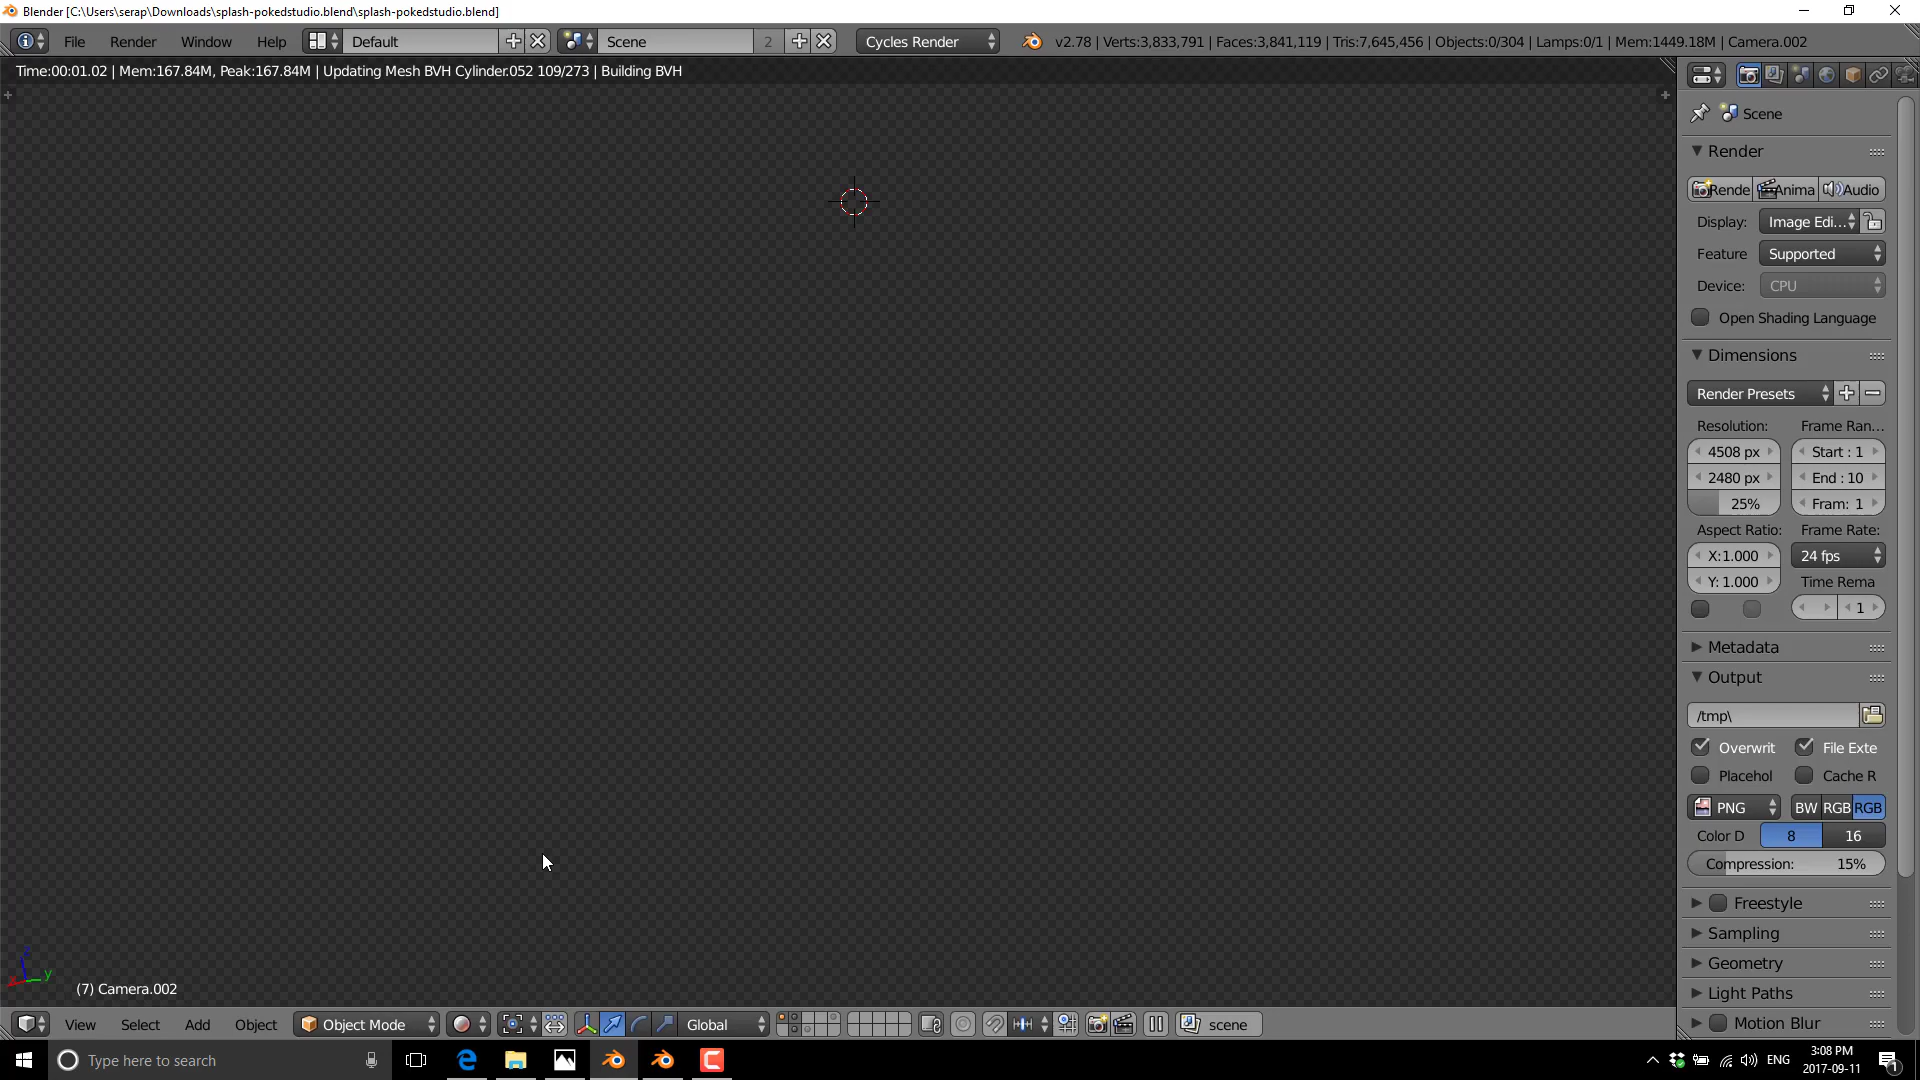 Blender [C:\Users\serap\Downloads\splash-pokedstudio.blend\splash-pokedstudio.blend]
File Render Window Help Default Scene 2 Cycles Render v2.78 | Verts:3,833,791 | Faces:3,841,119 | Tris:7,645,456 | Objects:0/304 | Lamps:0/1 | Mem:1449.18M | Camera.002
Time:00:01.02 | Mem:167.84M, Peak:167.84M | Updating Mesh BVH Cylinder.052 109/273 | Building BVH
Scene
Render
Rende Anima Audio
Display: Image Edi...
Feature Supported
Device: CPU
Open Shading Language
Dimensions
Render Presets
Resolution: Frame Ran...
4508 px Start : 1
2480 px End : 10
25% Fram: 1
Aspect Ratio: Frame Rate:
X:1.000 24 fps
Y: 1.000 Time Rema
1
Metadata
Output
/tmp\
Overwrit File Exte
Placehol Cache R
PNG BW RGB RGB
Color D 8 16
Compression: 15%
Freestyle
Sampling
Geometry
Light Paths
Motion Blur
z
x y
(7) Camera.002
View Select Add Object Object Mode Global scene
Type here to search
ENG
3:08 PM
2017-09-11
1